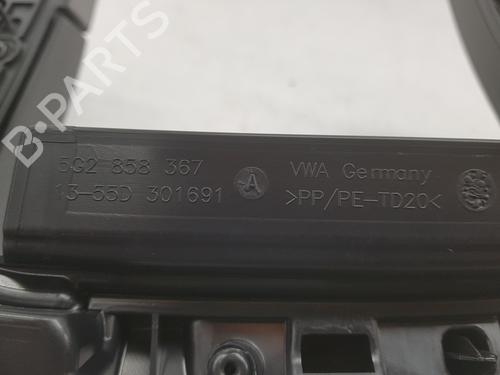 B-PARTS
5G2 858 367
13-55D 301691
A
VWA Germany
>PP/PE-TD20<